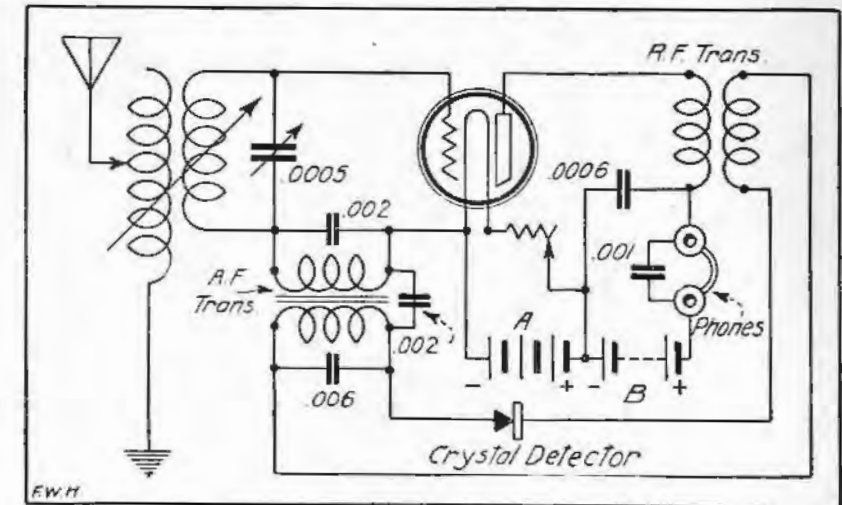 R.F. Trans.
.0005
.0006
.002
.001
A.F.
Trans
.002
Phones
A
- + - +
B
.006
Crystal Detector
F.W.H